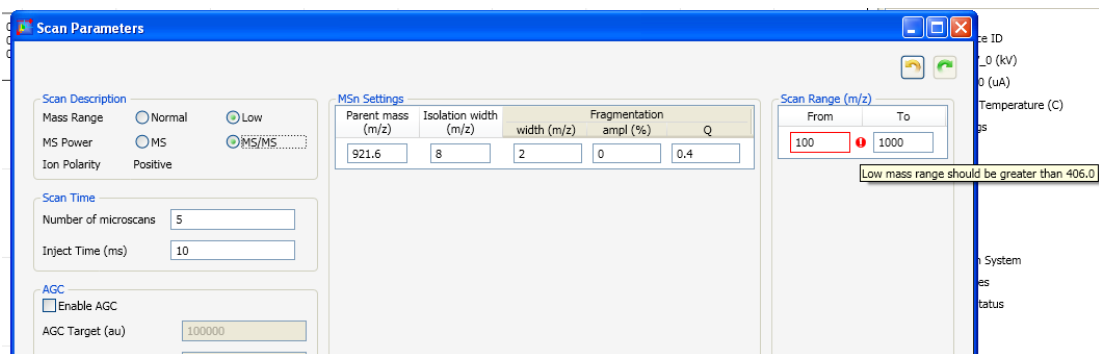 Scan Parameters
Scan Description
Mass Range Normal Low
MS Power MS MS/MS
Ion Polarity Positive
Scan Time
Number of microscans 5
Inject Time (ms) 10
AGC
Enable AGC
AGC Target (au) 100000
MSn Settings
Parent mass (m/z) Isolation width (m/z) Fragmentation
width (m/z) ampl (%) Q
921.6 8 2 0 0.4
Scan Range (m/z)
From To
100 1000
Low mass range should be greater than 406.0
ce ID
_0 (kV)
0 (uA)
Temperature (C)
gs
System
es
tatus